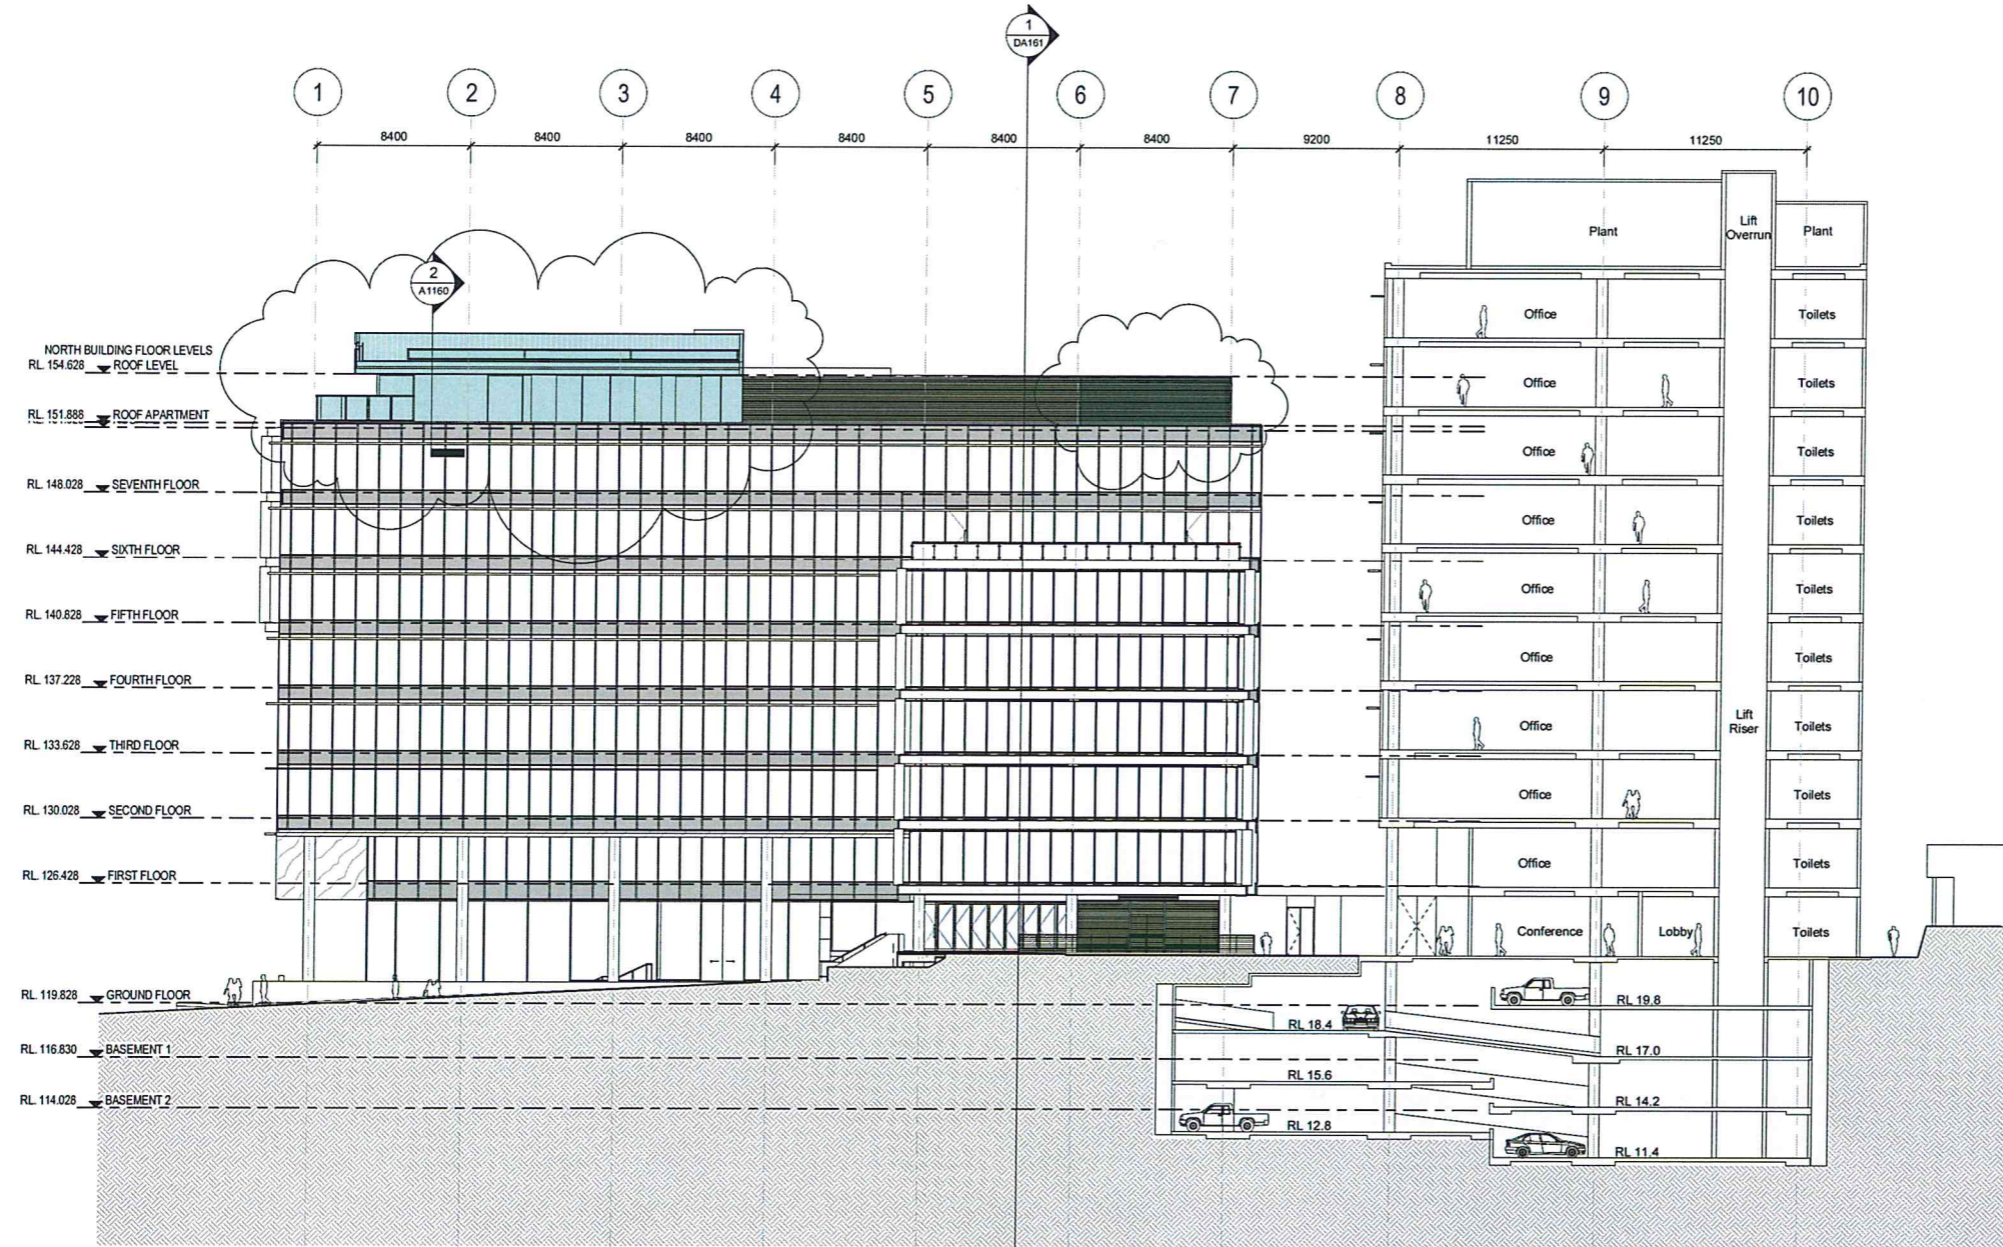 1
DA161
1
2
3
4
5
6
7
8
9
10
8400
8400
8400
8400
8400
8400
9200
11250
11250
2
A1160
NORTH BUILDING FLOOR LEVELS
RL. 154.628 ROOF LEVEL
RL. 151.888 ROOF APARTMENT
RL. 148.028 SEVENTH FLOOR
RL. 144.428 SIXTH FLOOR
RL. 140.828 FIFTH FLOOR
RL. 137.228 FOURTH FLOOR
RL. 133.628 THIRD FLOOR
RL. 130.028 SECOND FLOOR
RL. 126.428 FIRST FLOOR
RL. 119.828 GROUND FLOOR
RL. 116.830 BASEMENT 1
RL. 114.028 BASEMENT 2
Plant
Lift
Overrun
Plant
Office
Toilets
Office
Toilets
Office
Toilets
Office
Toilets
Office
Toilets
Office
Toilets
Office
Lift
Riser
Toilets
Office
Toilets
Office
Toilets
Conference
Lobby
Toilets
RL 19.8
RL 18.4
RL 17.0
RL 15.6
RL 14.2
RL 12.8
RL 11.4